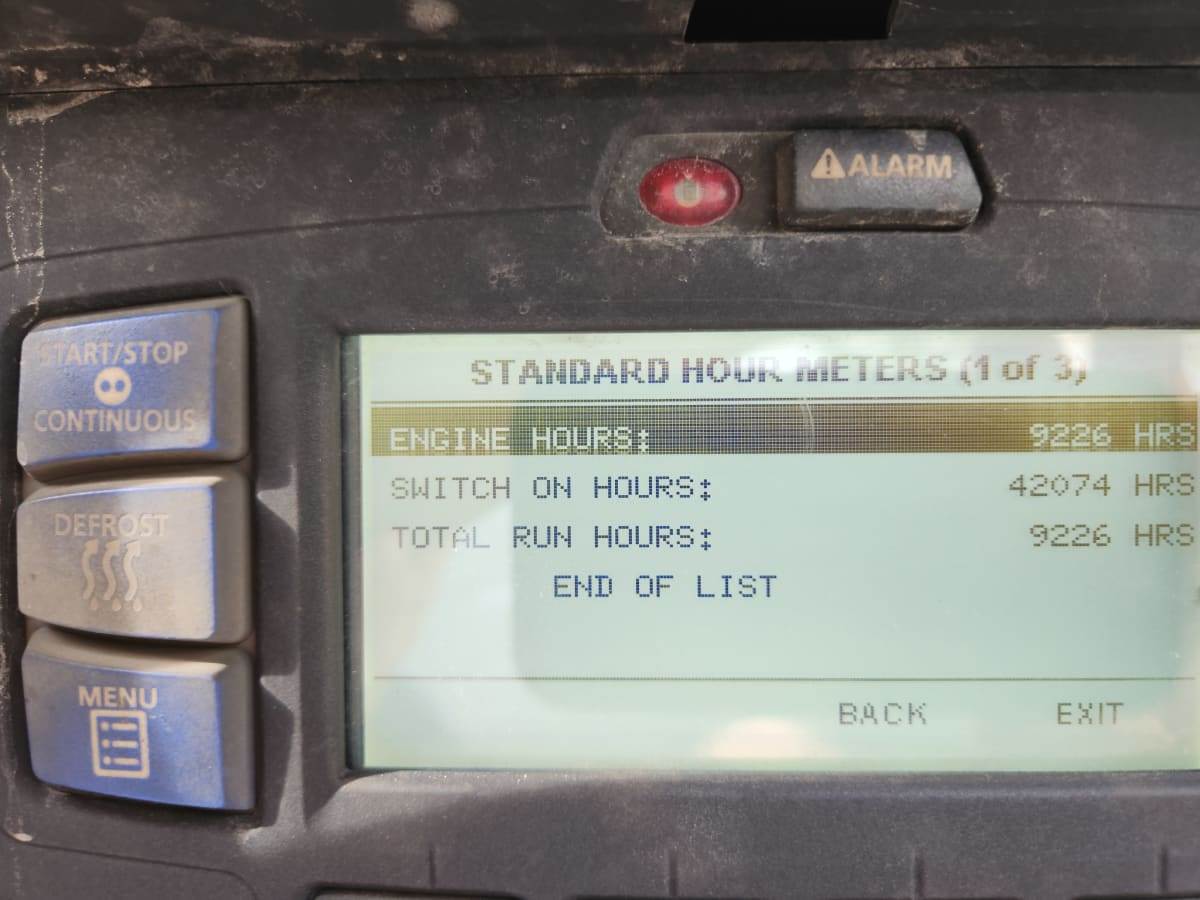 ALARM
START/STOP
CONTINUOUS
DEFROST
MENU
STANDARD HOUR METERS (1 of 3)
ENGINE HOURS: 9226 HRS
SWITCH ON HOURS: 42074 HRS
TOTAL RUN HOURS: 9226 HRS
END OF LIST
BACK EXIT